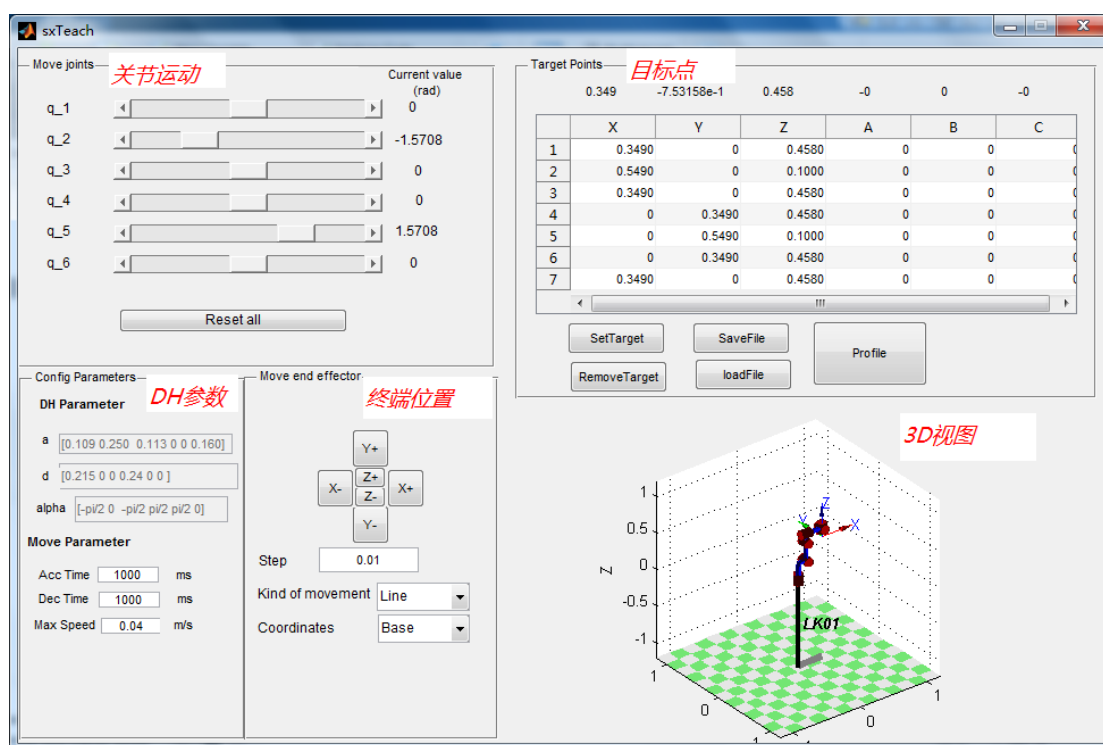 sxTeach
Move joints
关节运动
Current value
(rad)
q_1 0
q_2 -1.5708
q_3 0
q_4 0
q_5 1.5708
q_6 0
Reset all
Target Points
目标点
0.349 -7.53158e-1 0.458 -0 0 -0
X Y Z A B C
1 0.3490 0 0.4580 0 0 0
2 0.5490 0 0.1000 0 0 0
3 0.3490 0 0.4580 0 0 0
4 0 0.3490 0.4580 0 0 0
5 0 0.5490 0.1000 0 0 0
6 0 0.3490 0.4580 0 0 0
7 0.3490 0 0.4580 0 0 0
SetTarget SaveFile Profile
RemoveTarget loadFile
Config Parameters
DH参数
DH Parameter
a [0.109 0.250 0.113 0 0 0.160]
d [0.215 0 0 0.24 0 0 ]
alpha [-pi/2 0 -pi/2 pi/2 pi/2 0]
Move Parameter
Acc Time 1000 ms
Dec Time 1000 ms
Max Speed 0.04 m/s
Move end effector
终端位置
Y+
X- Z+ X+
Z-
Y-
Step 0.01
Kind of movement Line
Coordinates Base
3D视图
Z
1
0.5
0
-0.5
-1
X
Y
Z
LK01
1
0
-1
1
0
-1